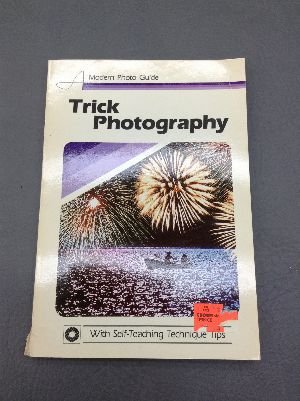 A Modern Photo Guide
Trick
Photography
With Self-Teaching Technique Tips